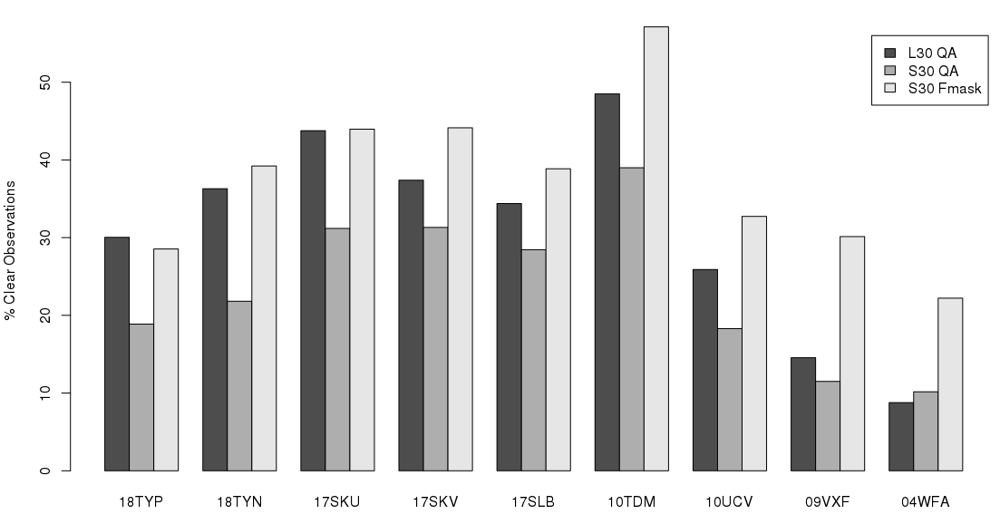 L30 QA
S30 QA
S30 Fmask
% Clear Observations
50
40
30
20
10
0
18TYP 18TYN 17SKU 17SKV 17SLB 10TDM 10UCV 09VXF 04WFA